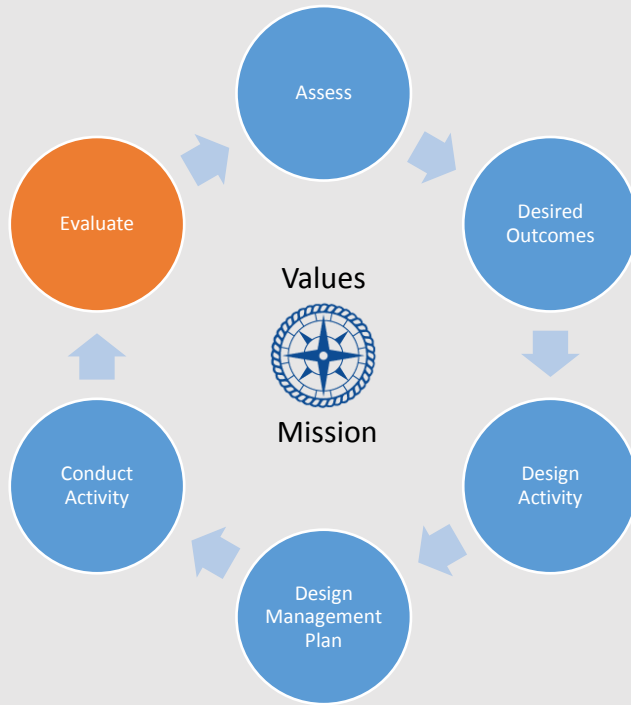 Assess
Desired
Outcomes
Design
Activity
Design
Management
Plan
Conduct
Activity
Evaluate
Values
Mission